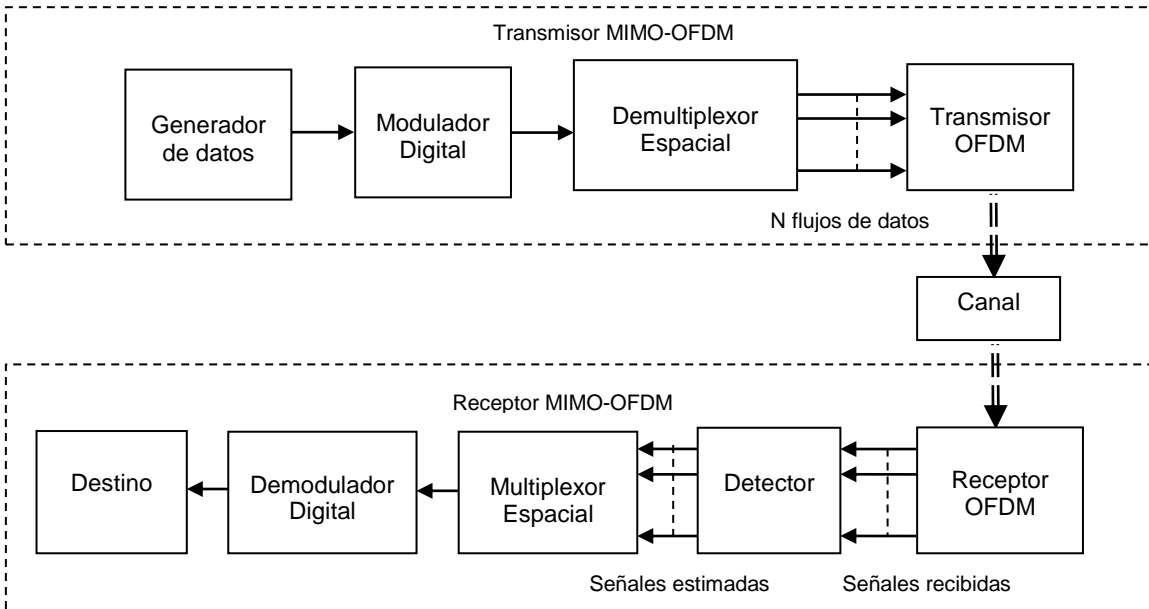 Transmisor MIMO-OFDM
Generador
de datos
Modulador
Digital
Demultiplexor
Espacial
Transmisor
OFDM
N flujos de datos
Canal
Receptor MIMO-OFDM
Destino
Demodulador
Digital
Multiplexor
Espacial
Detector
Receptor
OFDM
Señales estimadas
Señales recibidas